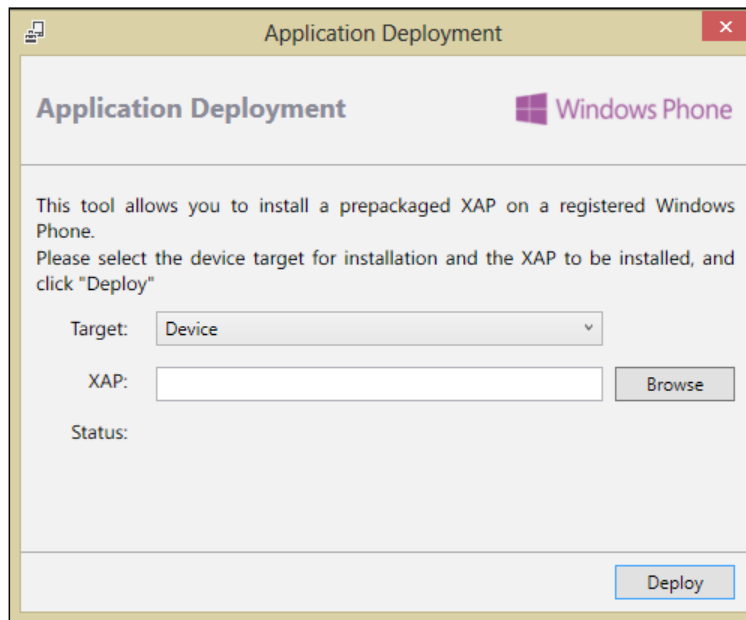 Application Deployment
Application Deployment
Windows Phone
This tool allows you to install a prepackaged XAP on a registered Windows
Phone.
Please select the device target for installation and the XAP to be installed, and
click "Deploy"
Target:
Device
XAP:
Browse
Status:
Deploy